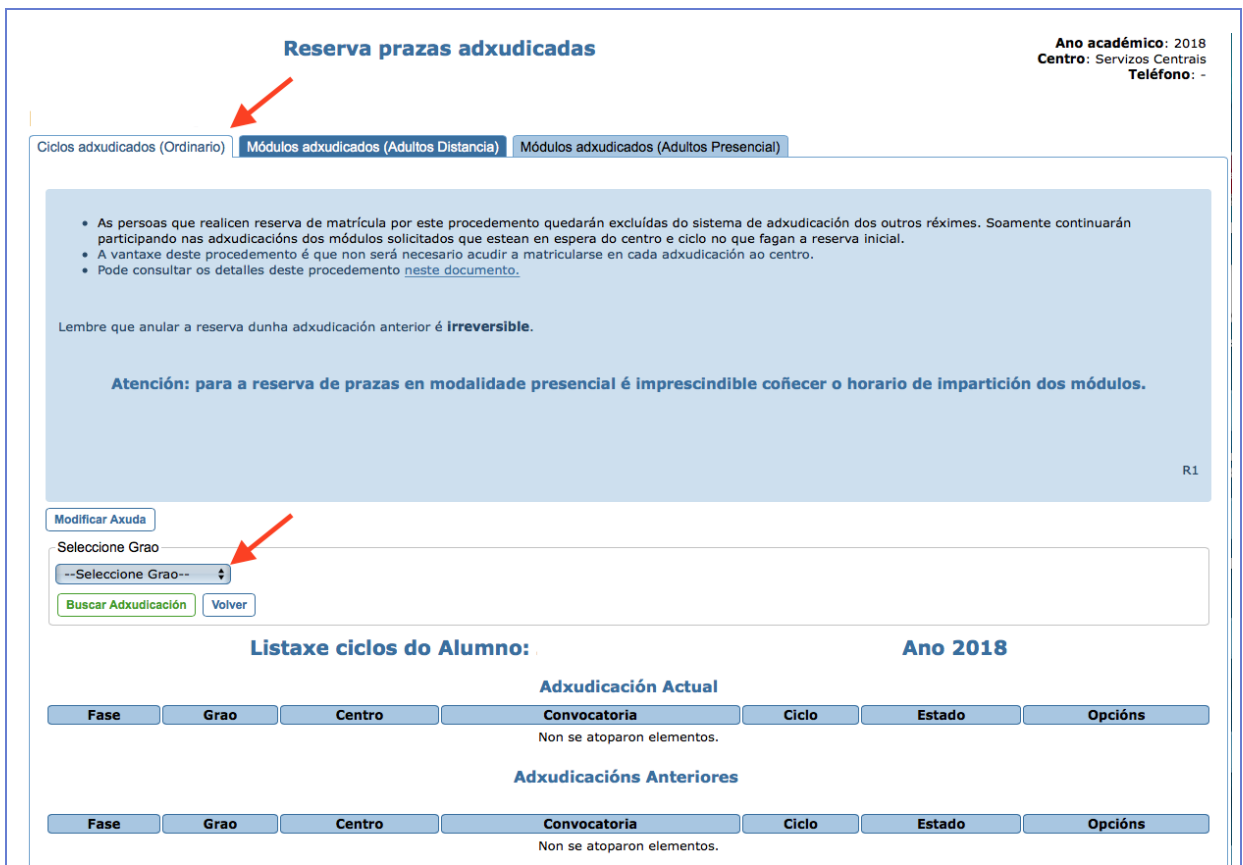 Reserva prazas adxudicadas
Ano académico: 2018
Centro: Servizos Centrais
Teléfono: -
Ciclos adxudicados (Ordinario) Módulos adxudicados (Adultos Distancia) Módulos adxudicados (Adultos Presencial)
• As persoas que realicen reserva de matrícula por este procedemento quedarán excluídas do sistema de adxudicación dos outros réximes. Soamente continuarán
participando nas adxudicacións dos módulos solicitados que estean en espera do centro e ciclo no que fagan a reserva inicial.
• A vantaxe deste procedemento é que non será necesario acudir a matricularse en cada adxudicación ao centro.
• Pode consultar os detalles deste procedemento neste documento.
Lembre que anular a reserva dunha adxudicación anterior é irreversible.
Atención: para a reserva de prazas en modalidade presencial é imprescindible coñecer o horario de impartición dos módulos.
R1
Modificar Axuda
Seleccione Grao
--Seleccione Grao--
Buscar Adxudicación Volver
Listaxe ciclos do Alumno: Ano 2018
Adxudicación Actual
Fase Grao Centro Convocatoria Ciclo Estado Opcións
Non se atoparon elementos.
Adxudicacións Anteriores
Fase Grao Centro Convocatoria Ciclo Estado Opcións
Non se atoparon elementos.